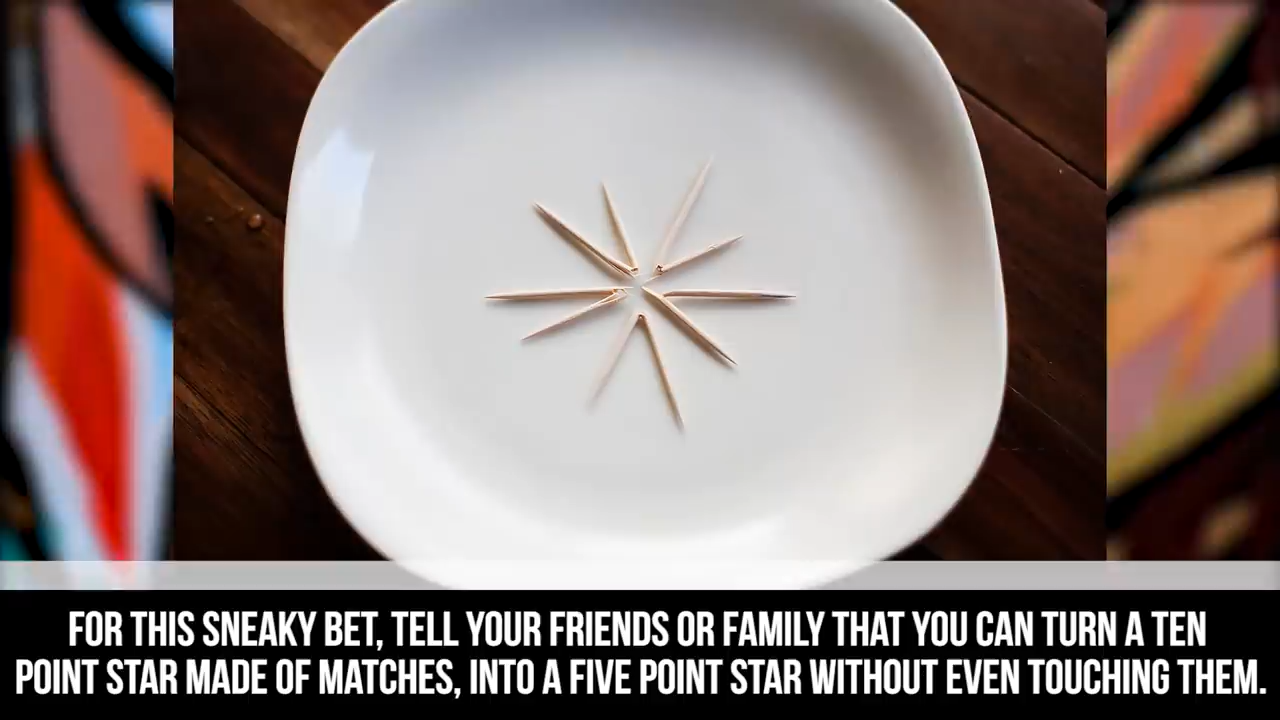 FOR THIS SNEAKY BET, TELL YOUR FRIENDS OR FAMILY THAT YOU CAN TURN A TEN
POINT STAR MADE OF MATCHES, INTO A FIVE POINT STAR WITHOUT EVEN TOUCHING THEM.